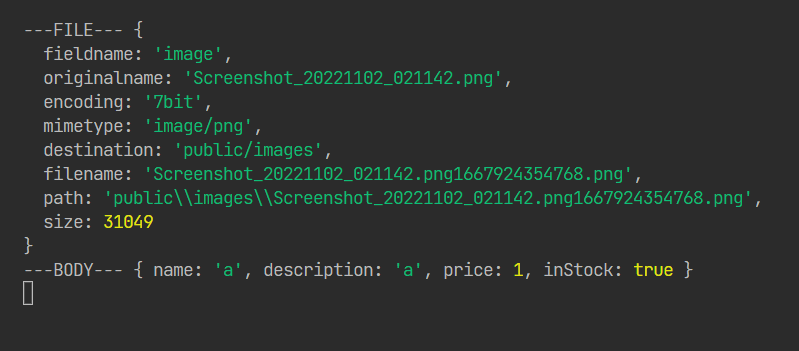 ---FILE--- {
  fieldname: 'image',
  originalname: 'Screenshot_20221102_021142.png',
  encoding: '7bit',
  mimetype: 'image/png',
  destination: 'public/images',
  filename: 'Screenshot_20221102_021142.png1667924354768.png',
  path: 'public\\images\\Screenshot_20221102_021142.png1667924354768.png',
  size: 31049
}
---BODY--- { name: 'a', description: 'a', price: 1, inStock: true }